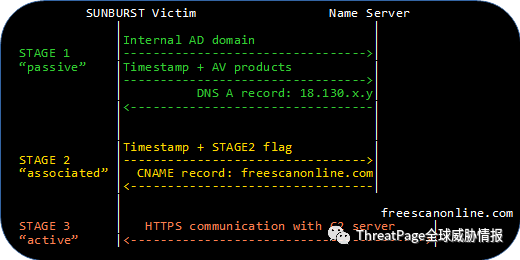 SUNBURST Victim Name Server
Internal AD domain
STAGE 1
“passive”
Timestamp + AV products
DNS A record: 18.130.x.y
Timestamp + STAGE2 flag
STAGE 2
“associated”
CNAME record: freescanonline.com
freescanonline.com
STAGE 3
“active”
HTTPS communication with C2 server
ThreatPage全球威胁情报